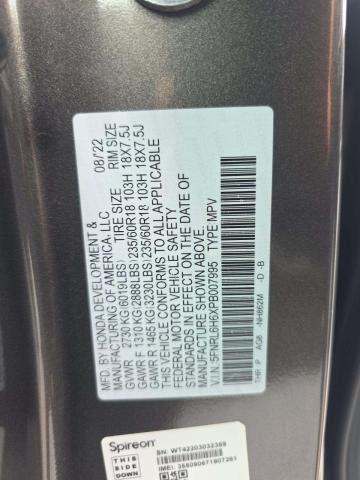 MFD. BY HONDA DEVELOPMENT & 08/22
MANUFACTURING OF AMERICA, LLC
TIRE SIZE RIM SIZE
GVWR 2730 KG(6019LBS)
GAWR F 1310 KG(2888LBS)235/60R18 103H 18X7.5J
GAWR R 1465 KG(3230LBS)235/60R18 103H 18X7.5J
THIS VEHICLE CONFORMS TO ALL APPLICABLE
FEDERAL MOTOR VEHICLE SAFETY
STANDARDS IN EFFECT ON THE DATE OF
MANUFACTURE SHOWN ABOVE.
V.I.N. 5FNRL6H6XPB007995 TYPE MPV
THR P AGB -NH862M -D -B
Spireon
THIS
SIDE
DOWN